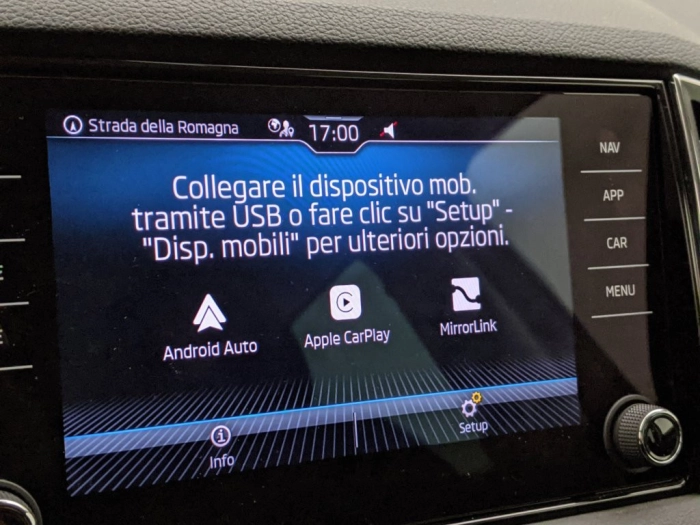 Strada della Romagna
17:00
Collegare il dispositivo mob.
tramite USB o fare clic su "Setup" -
"Disp. mobili" per ulteriori opzioni.
Android Auto
Apple CarPlay
MirrorLink
Info
Setup
NAV
APP
CAR
MENU